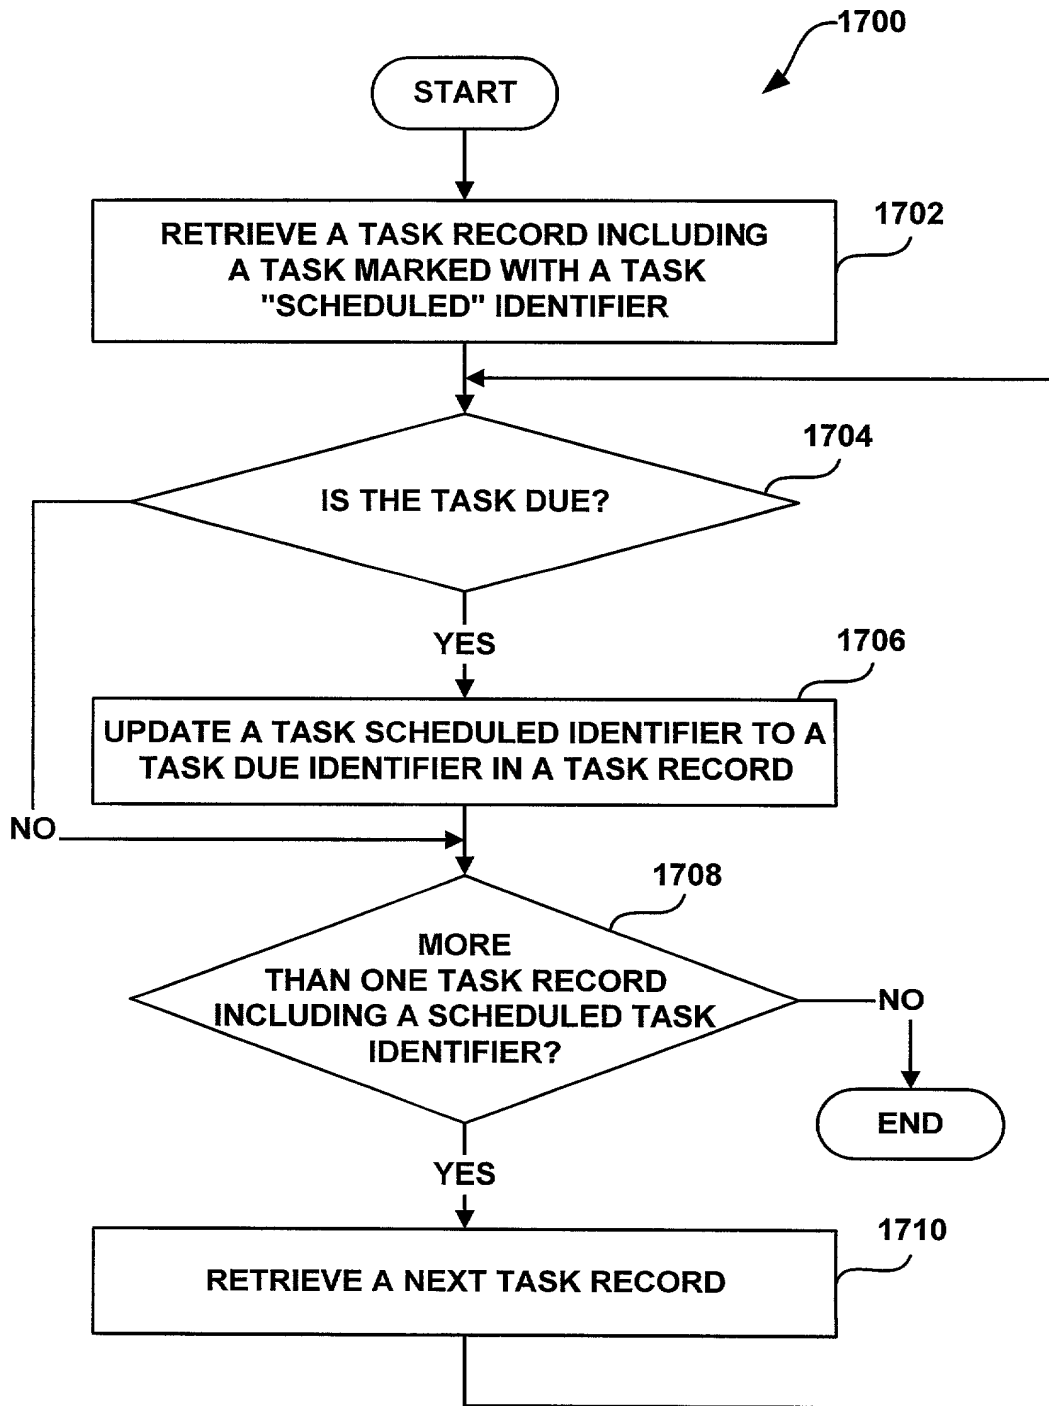 1700
START
1702
RETRIEVE A TASK RECORD INCLUDING
A TASK MARKED WITH A TASK
"SCHEDULED" IDENTIFIER
1704
IS THE TASK DUE?
YES
1706
UPDATE A TASK SCHEDULED IDENTIFIER TO A
TASK DUE IDENTIFIER IN A TASK RECORD
NO
1708
MORE
THAN ONE TASK RECORD
INCLUDING A SCHEDULED TASK
IDENTIFIER?
NO
END
YES
1710
RETRIEVE A NEXT TASK RECORD